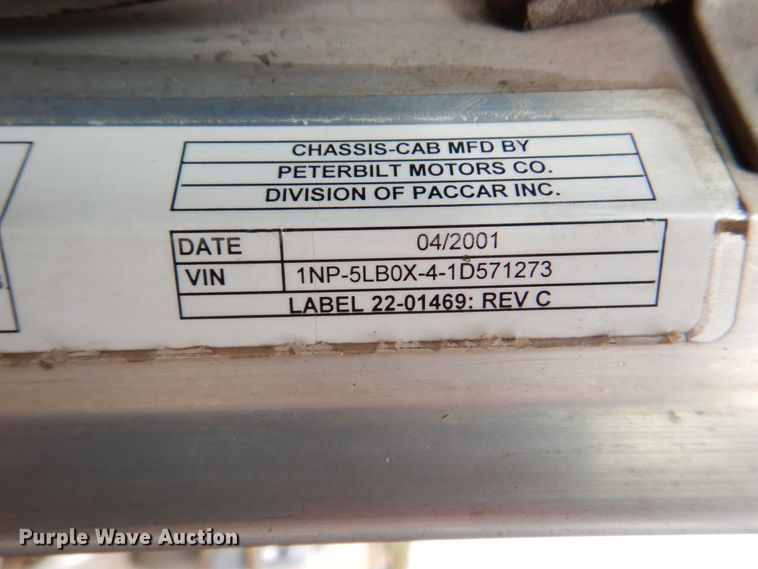 CHASSIS-CAB MFD BY
PETERBILT MOTORS CO.
DIVISION OF PACCAR INC.
DATE 04/2001
VIN 1NP-5LB0X-4-1D571273
LABEL 22-01469: REV C
Purple Wave Auction